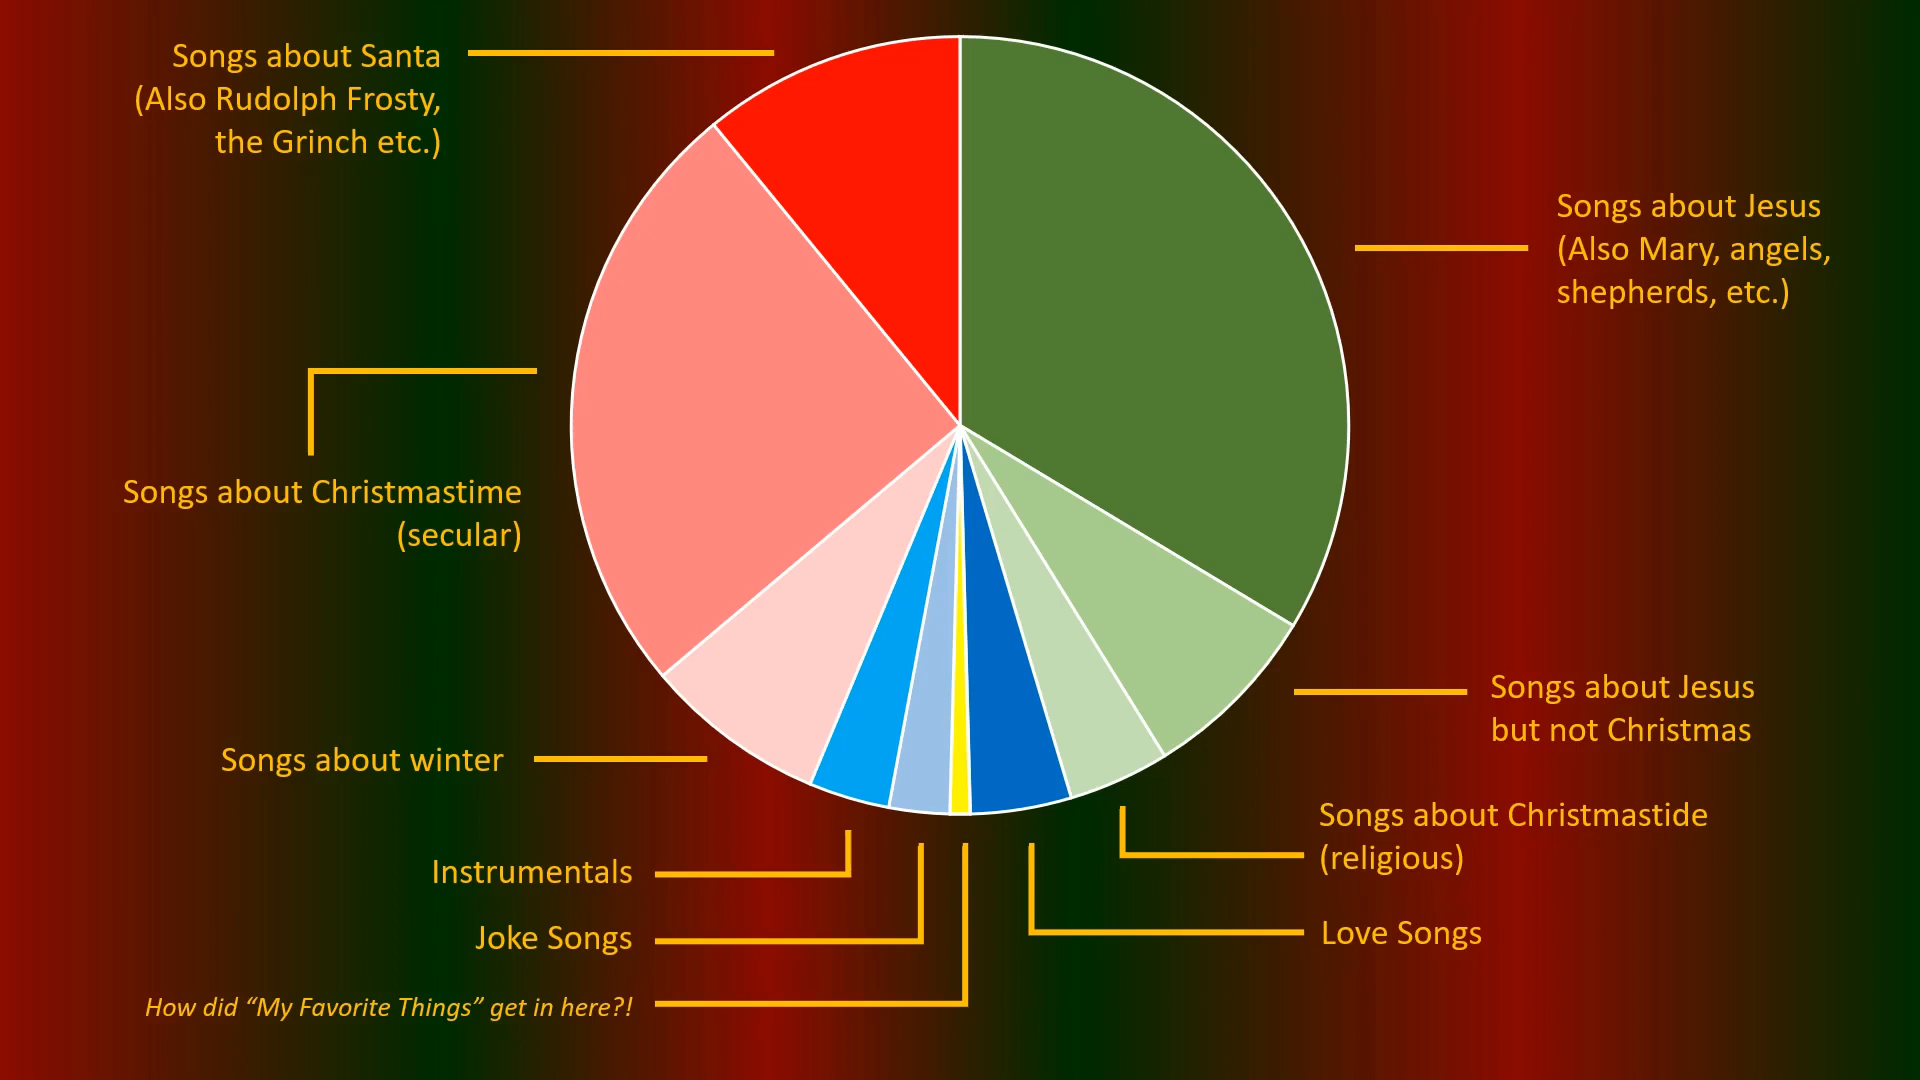 Songs about Santa
(Also Rudolph Frosty,
the Grinch etc.)
Songs about Jesus
(Also Mary, angels,
shepherds, etc.)
Songs about Christmastime
(secular)
Songs about Jesus
but not Christmas
Songs about winter
Songs about Christmastide
(religious)
Instrumentals
Love Songs
Joke Songs
How did “My Favorite Things” get in here?!